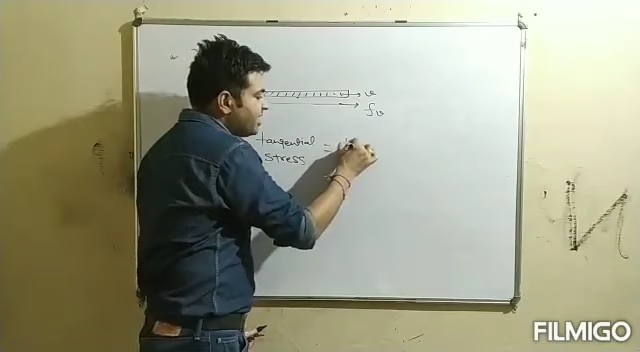 v
fv
tangential
stress =
N
FILMIGO